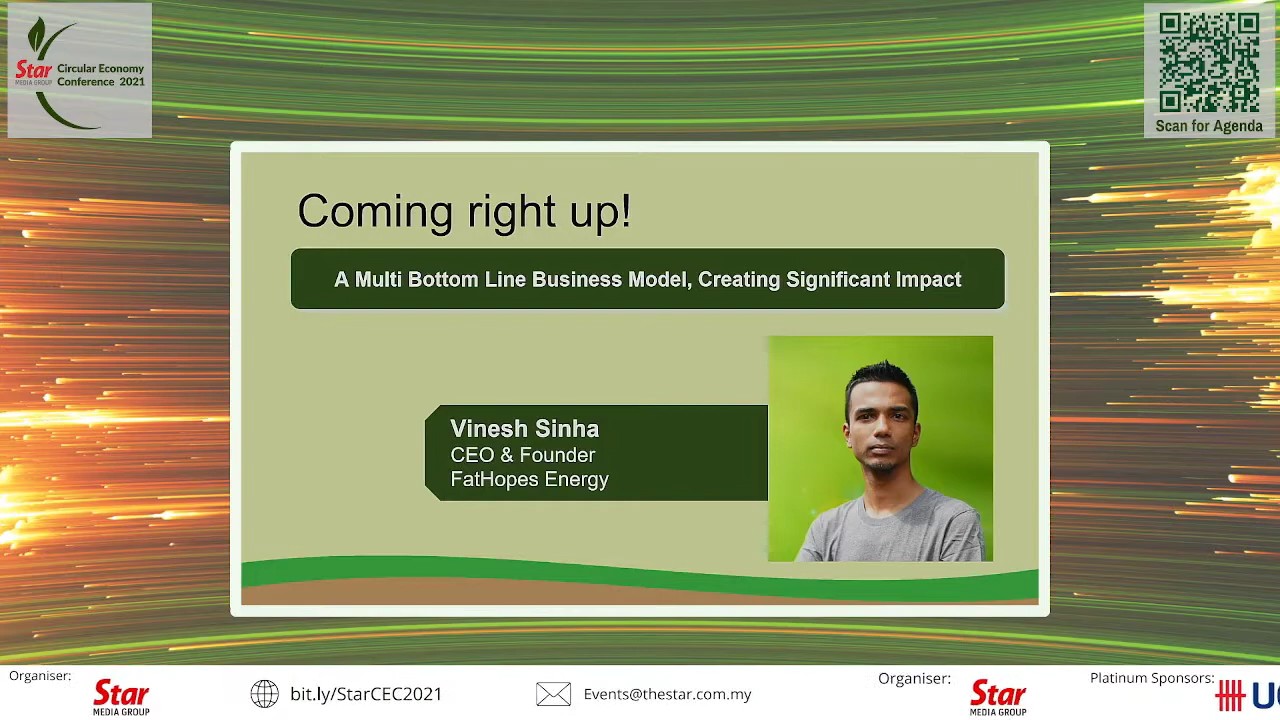 Star
MEDIA GROUP
Circular Economy
Conference 2021
Scan for Agenda
Coming right up!
A Multi Bottom Line Business Model, Creating Significant Impact
Vinesh Sinha
CEO & Founder
FatHopes Energy
Organiser:
Star
MEDIA GROUP
bit.ly/StarCEC2021
Events@thestar.com.my
Organiser:
Star
MEDIA GROUP
Platinum Sponsors: